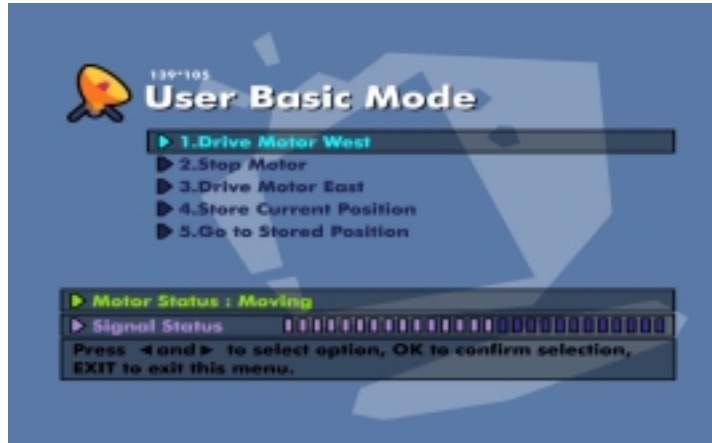 139*105
User Basic Mode
1.Drive Motor West
2.Stop Motor
3.Drive Motor East
4.Store Current Position
5.Go to Stored Position
Motor Status : Moving
Signal Status
Press ◄and► to select option, OK to confirm selection,
EXIT to exit this menu.